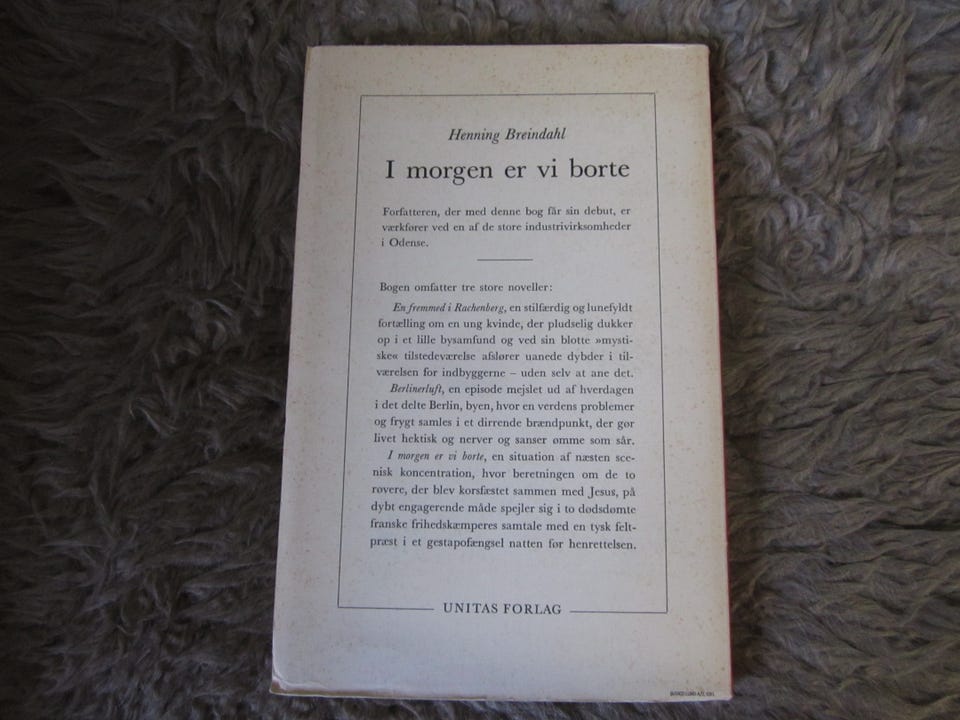 Henning Breindahl
I morgen er vi borte
Forfatteren, der med denne bog får sin debut, er
værkfører ved en af de store industrivirksomheder
i Odense.
Bogen omfatter tre store noveller:
En fremmed i Rachenberg, en stilfærdig og lunefyldt
fortælling om en ung kvinde, der pludselig dukker
op i et lille bysamfund og ved sin blotte »mysti-
ske« tilstedeværelse afslører uanede dybder i til-
værelsen for indbyggerne – uden selv at ane det.
Berlinerluft, en episode mejslet ud af hverdagen
i det delte Berlin, byen, hvor en verdens problemer
og frygt samles i et dirrende brændpunkt, der gør
livet hektisk og nerver og sanser ømme som sår.
I morgen er vi borte, en situation af næsten sce-
nisk koncentration, hvor beretningen om de to
røvere, der blev korsfæstet sammen med Jesus, på
dybt engagerende måde spejler sig i to dødsdømte
franske frihedskæmperes samtale med en tysk felt-
præst i et gestapofængsel natten før henrettelsen.
UNITAS FORLAG